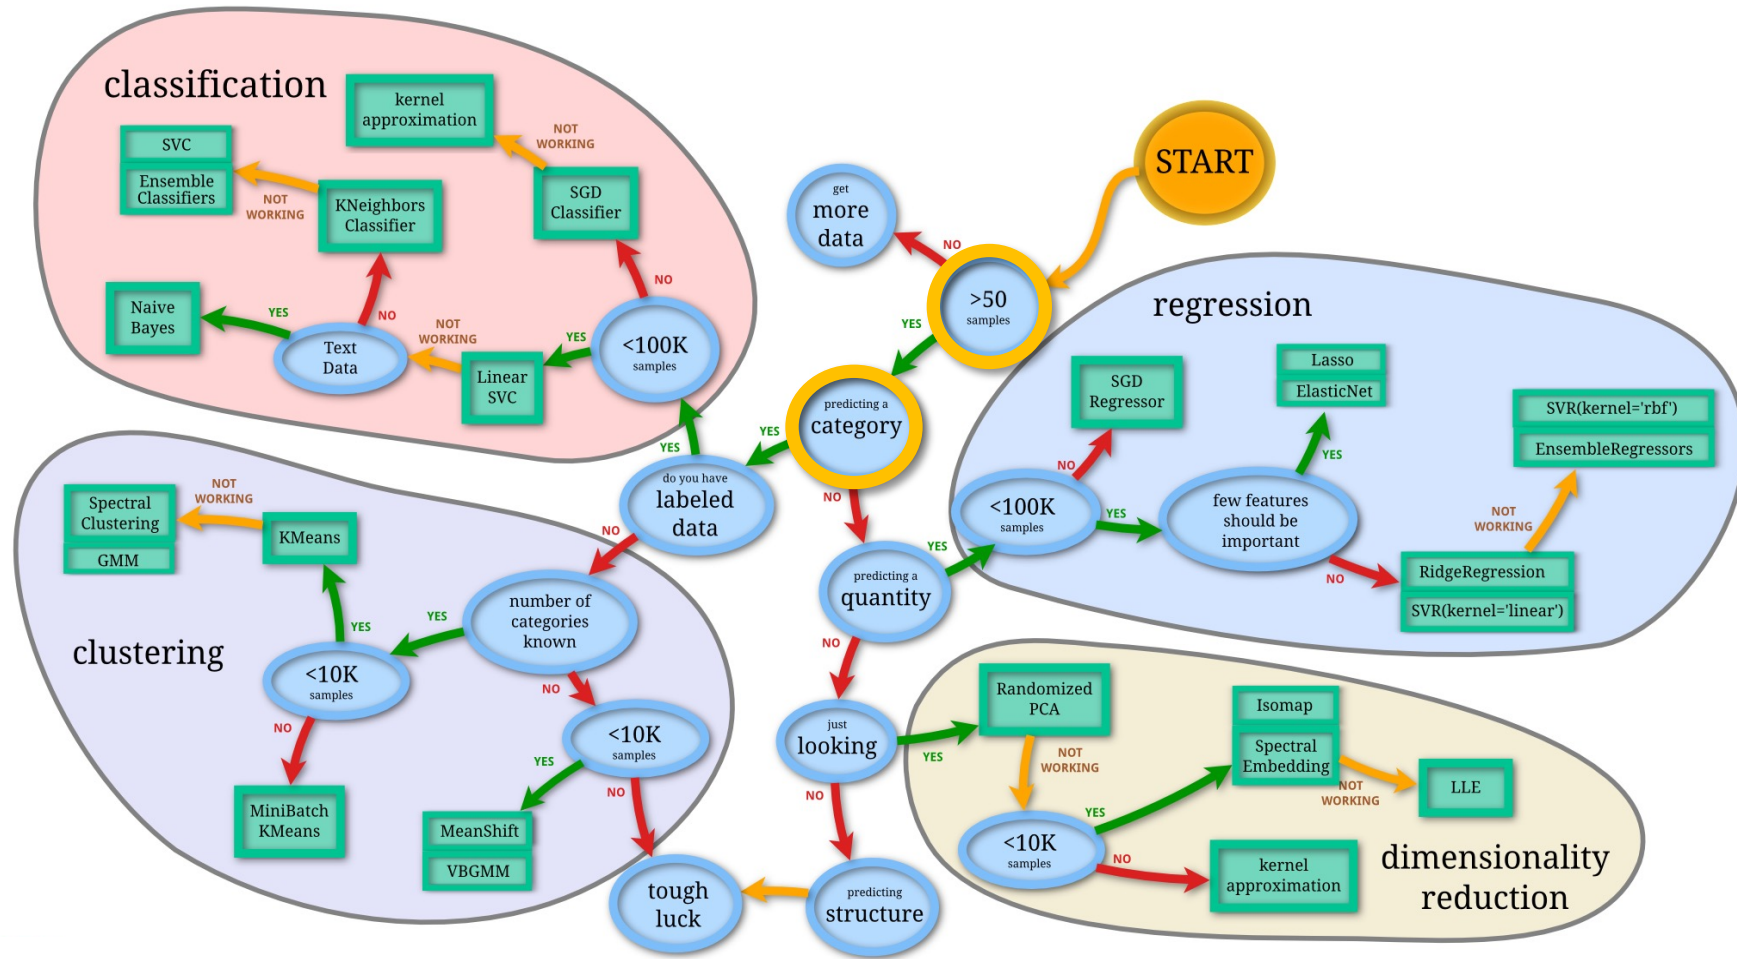 classification
kernel
approximation
NOT
WORKING
SVC
Ensemble
Classifiers
NOT
WORKING
KNeighbors
Classifier
SGD
Classifier
NO
NO
Naive
Bayes
YES
Text
Data
NOT
WORKING
Linear
SVC
YES
<100K
samples
START
get
more
data
NO
>50
samples
YES
predicting a
category
YES
YES
do you have
labeled
data
NO
NO
predicting a
quantity
YES
NO
just
looking
YES
NO
predicting
structure
tough
luck
regression
SGD
Regressor
Lasso
ElasticNet
SVR(kernel='rbf')
EnsembleRegressors
NO
YES
<100K
samples
YES
few features
should be
important
NOT
WORKING
NO
RidgeRegression
SVR(kernel='linear')
clustering
Spectral
Clustering
GMM
NOT
WORKING
KMeans
YES
<10K
samples
YES
number of
categories
known
NO
NO
MiniBatch
KMeans
<10K
samples
YES
NO
MeanShift
VBGMM
Randomized
PCA
NOT
WORKING
Isomap
Spectral
Embedding
NOT
WORKING
LLE
YES
<10K
samples
NO
kernel
approximation
dimensionality
reduction